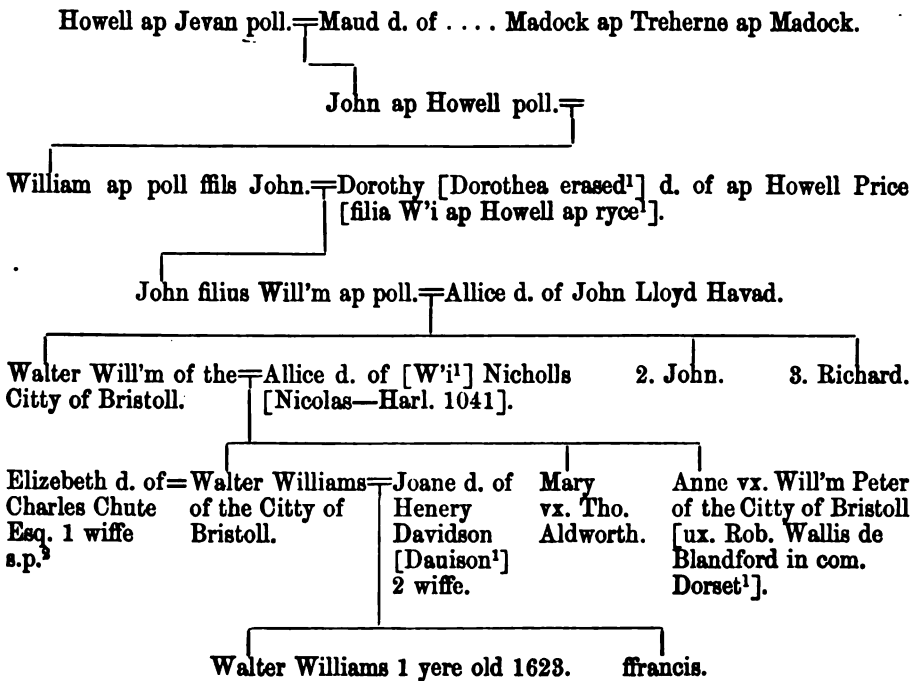 Howell ap Jevan poll.=Maud d. of .... Madock ap Treherne ap Madock.
John ap Howell poll.=
William ap poll ffils John.=Dorothy [Dorothea erased¹] d. of ap Howell Price
[filia W'i ap Howell ap ryce¹].
John filius Will'm ap poll.=Allice d. of John Lloyd Havad.
Walter Will'm of the=Allice d. of [W'i¹] Nicholls
Citty of Bristoll. [Nicolas—Harl. 1041].
2. John.
3. Richard.
Elizebeth d. of=
Charles Chute
Esq. 1 wiffe
s.p.²
Walter Williams=
of the Citty of
Bristoll.
Joane d. of
Henery
Davidson
[Dauison¹]
2 wiffe.
Mary
vx. Tho.
Aldworth.
Anne vx. Will'm Peter
of the Citty of Bristoll
[ux. Rob. Wallis de
Blandford in com.
Dorset¹].
Walter Williams 1 yere old 1623.
ffrancis.